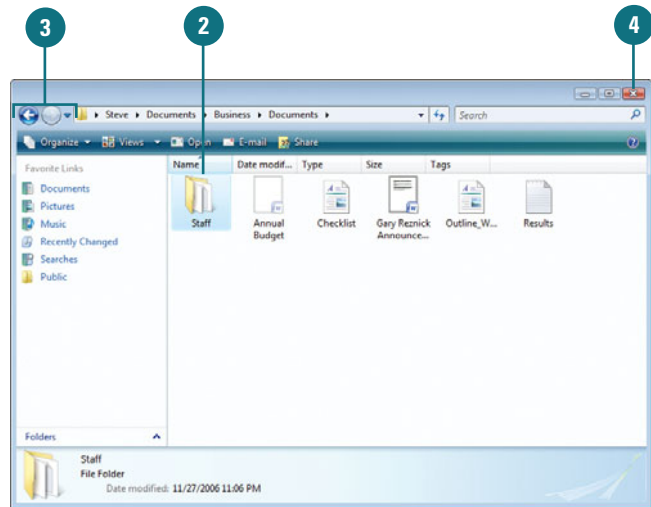 3 2 4
Steve ▸ Documents ▸ Business ▸ Documents ▸ Search
Organize Views Open E-mail Share
Favorite Links Name Date modif... Type Size Tags
Documents
Pictures
Music
Recently Changed
Searches
Public
Staff Annual Budget Checklist Gary Reznick Announce... Outline_W... Results
Folders
Staff
File Folder
Date modified: 11/27/2006 11:06 PM